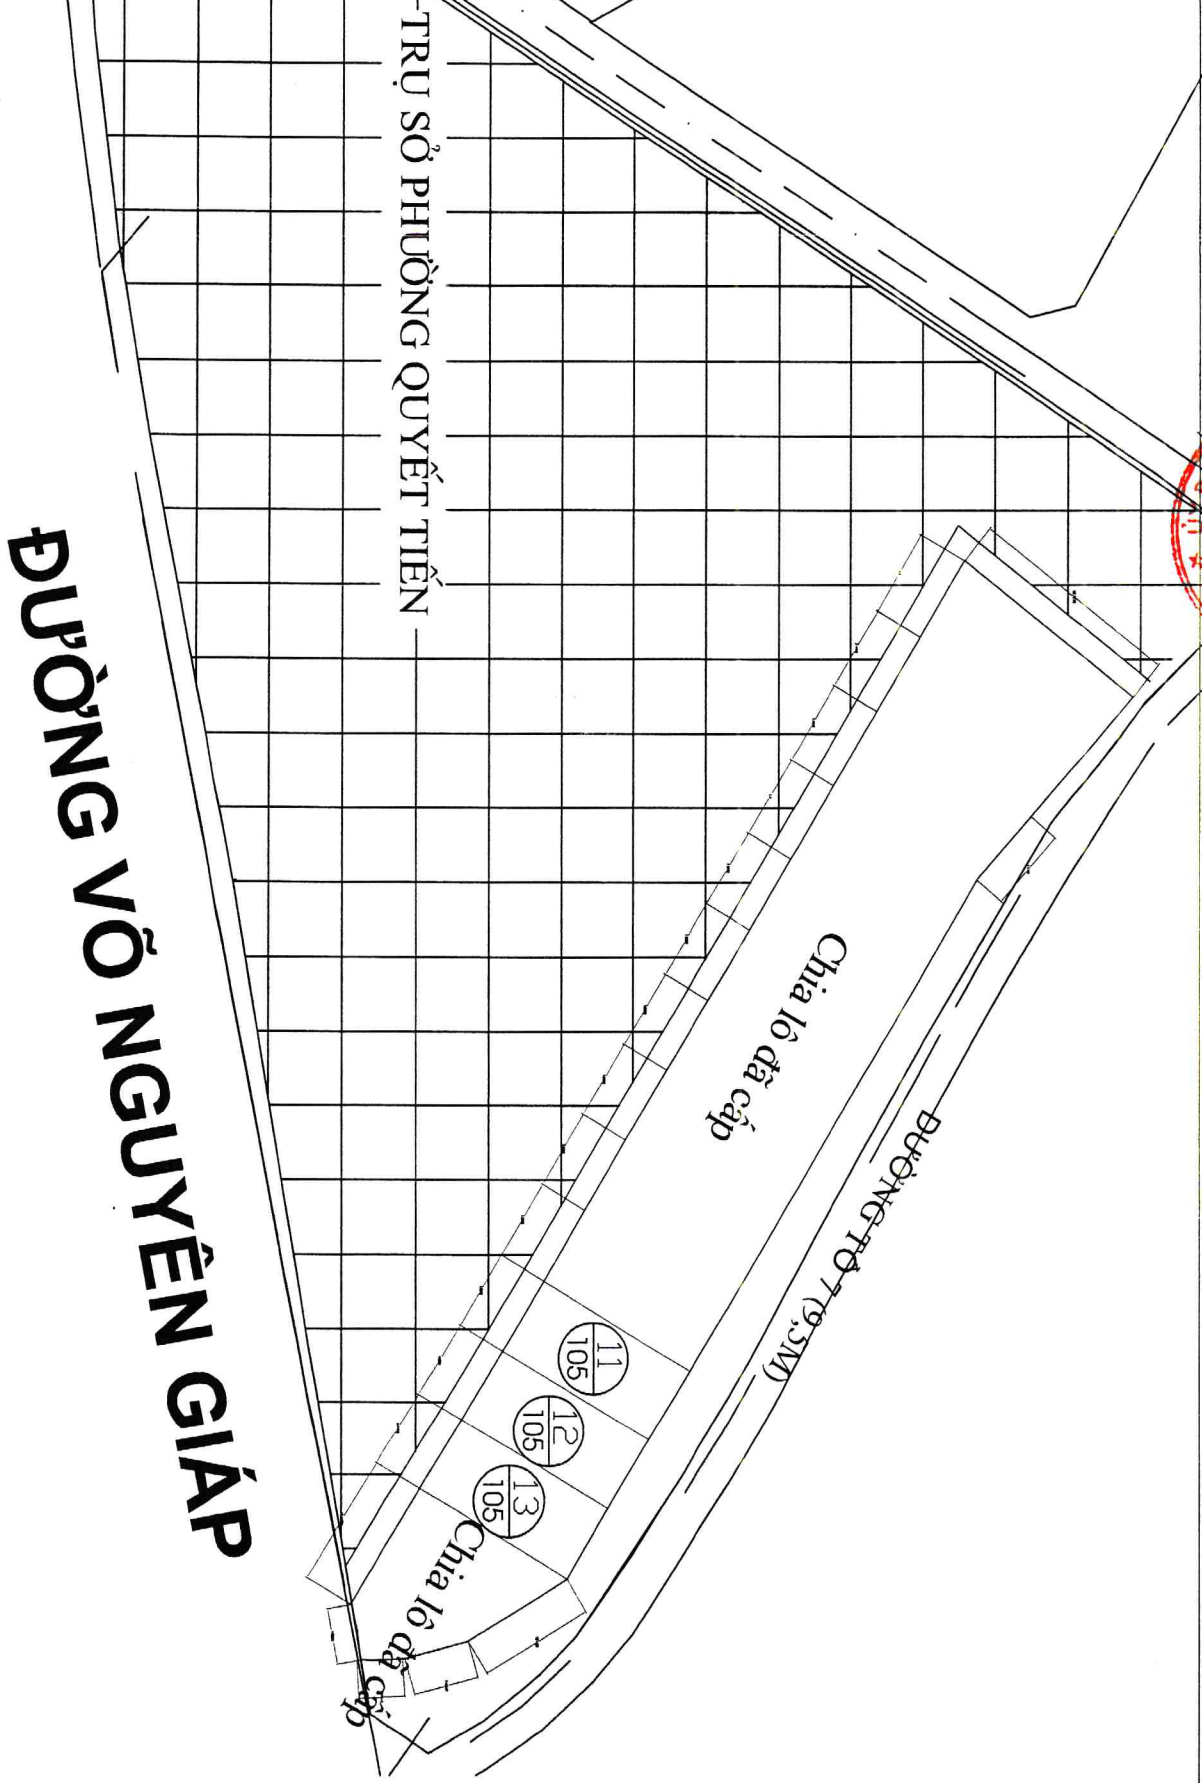 TRỤ SỞ PHƯỜNG QUYẾT TIẾN
ĐƯỜNG VÕ NGUYÊN GIÁP
Chia lô đã cấp
ĐƯỜNG TỔ 7 (9,5M)
11
105
12
105
13
105
Chia lô đã cấp